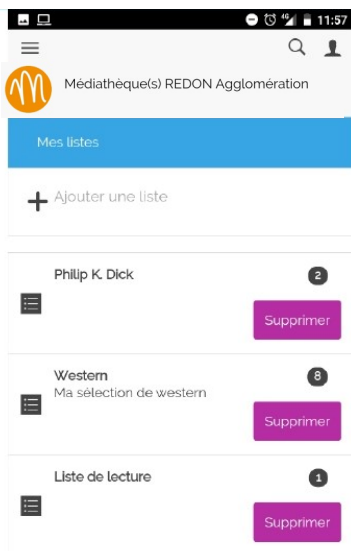 4G 11:57
Médiathèque(s) REDON Agglomération
Mes listes
Ajouter une liste
Philip K. Dick 2
Supprimer
Western 8
Ma sélection de western
Supprimer
Liste de lecture 1
Supprimer